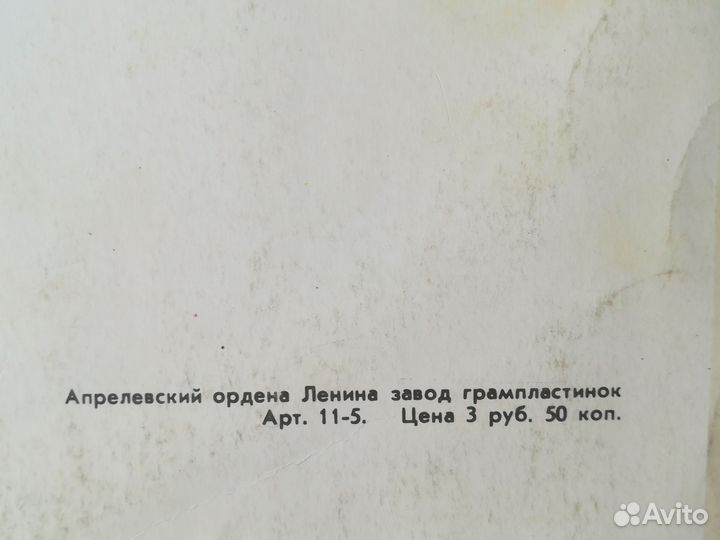 Апрелевский ордена Ленина завод грампластинок
Арт. 11-5. Цена 3 руб. 50 коп.
Avito